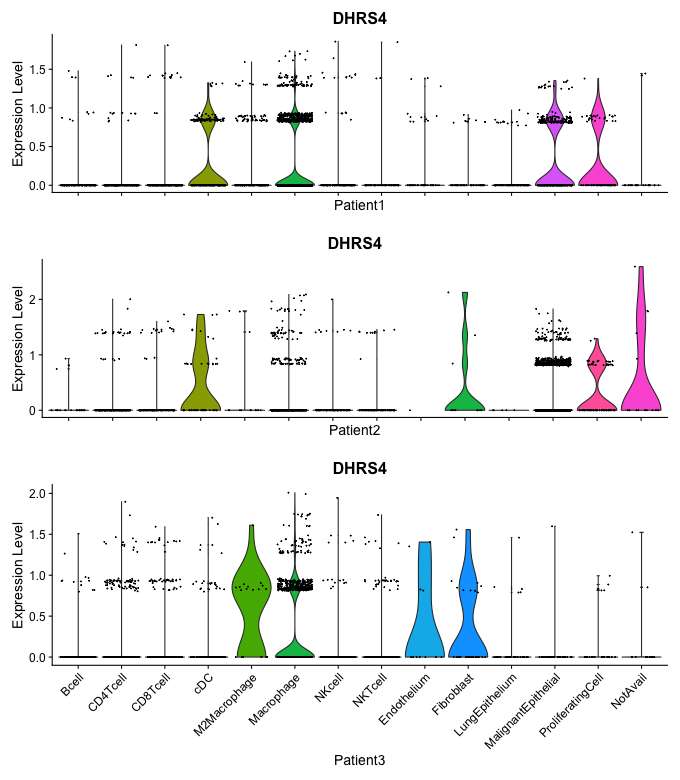 DHRS4
Expression Level
1.5
1.0
0.5
0.0
Patient1
DHRS4
Expression Level
2
1
0
Patient2
DHRS4
Expression Level
2.0
1.5
1.0
0.5
0.0
Bcell
CD4Tcell
CD8Tcell
cDC
M2Macrophage
Macrophage
NKcell
NKTcell
Endothelium
Fibroblast
LungEpithelium
MalignantEpithelial
ProliferatingCell
NotAvail
Patient3